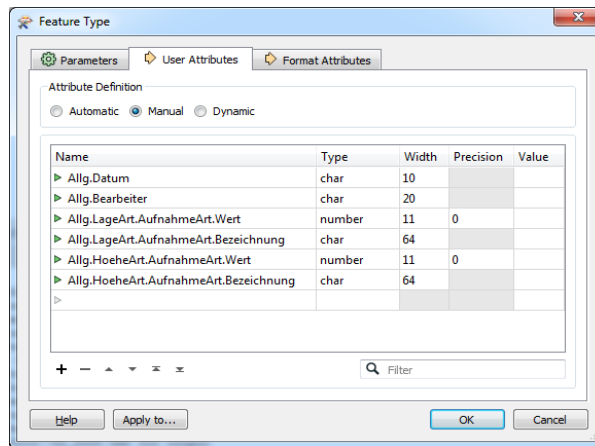 Feature Type
Parameters User Attributes Format Attributes
Attribute Definition
Automatic Manual Dynamic
Name Type Width Precision Value
Allg.Datum char 10
Allg.Bearbeiter char 20
Allg.LageArt.AufnahmeArt.Wert number 11 0
Allg.LageArt.AufnahmeArt.Bezeichnung char 64
Allg.HoeheArt.AufnahmeArt.Wert number 11 0
Allg.HoeheArt.AufnahmeArt.Bezeichnung char 64
Filter
Help Apply to... OK Cancel